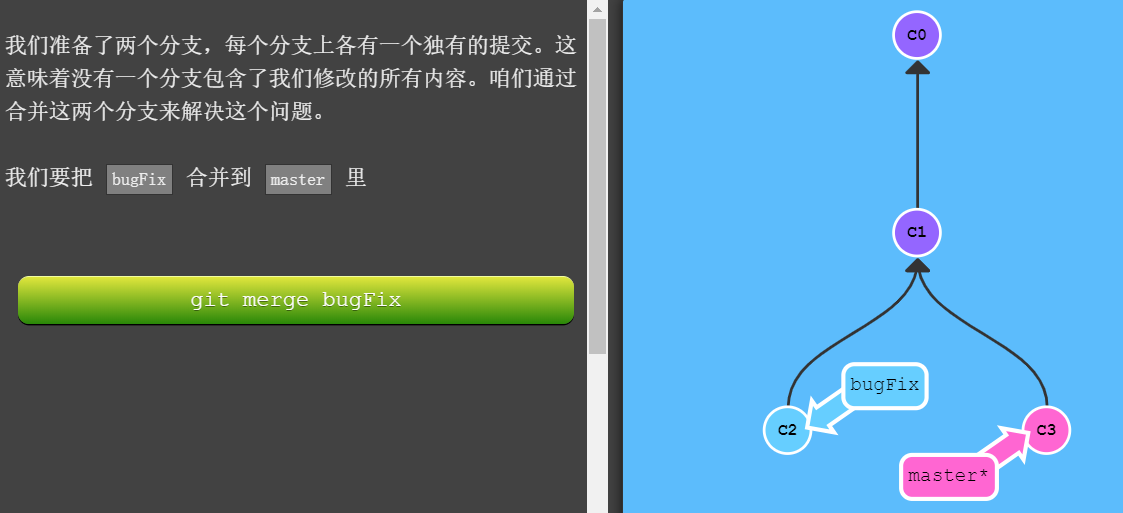 我们准备了两个分支，每个分支上各有一个独有的提交。这
意味着没有一个分支包含了我们修改的所有内容。咱们通过
合并这两个分支来解决这个问题。
我们要把 bugFix 合并到 master 里
git merge bugFix
C0
C1
bugFix
C2
C3
master*